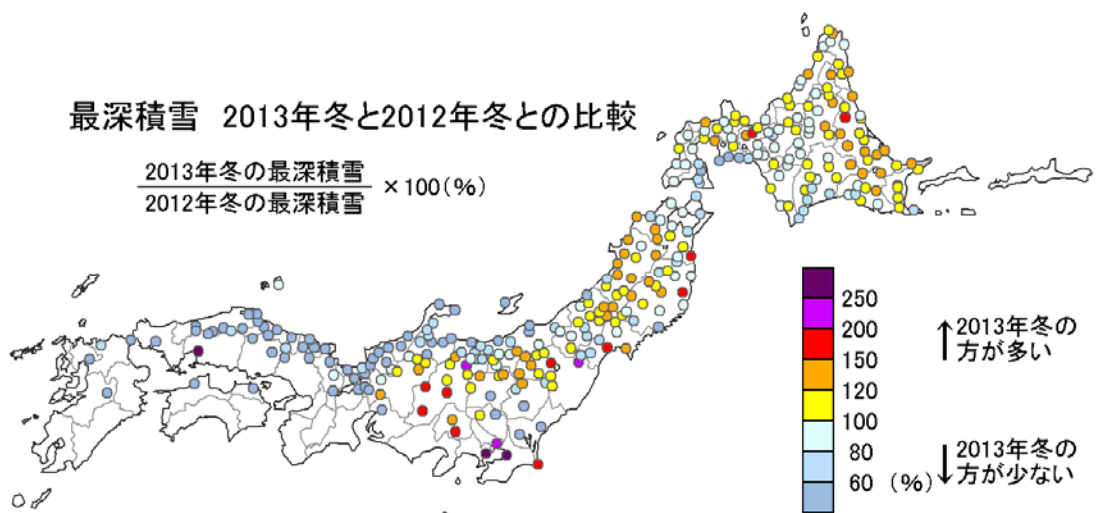 最深積雪 2013年冬と2012年冬との比較
2013年冬の最深積雪
2012年冬の最深積雪
×100(%)
250
200
150
120
100
80
60 (%)
↑2013年冬の
方が多い
↓2013年冬の
方が少ない